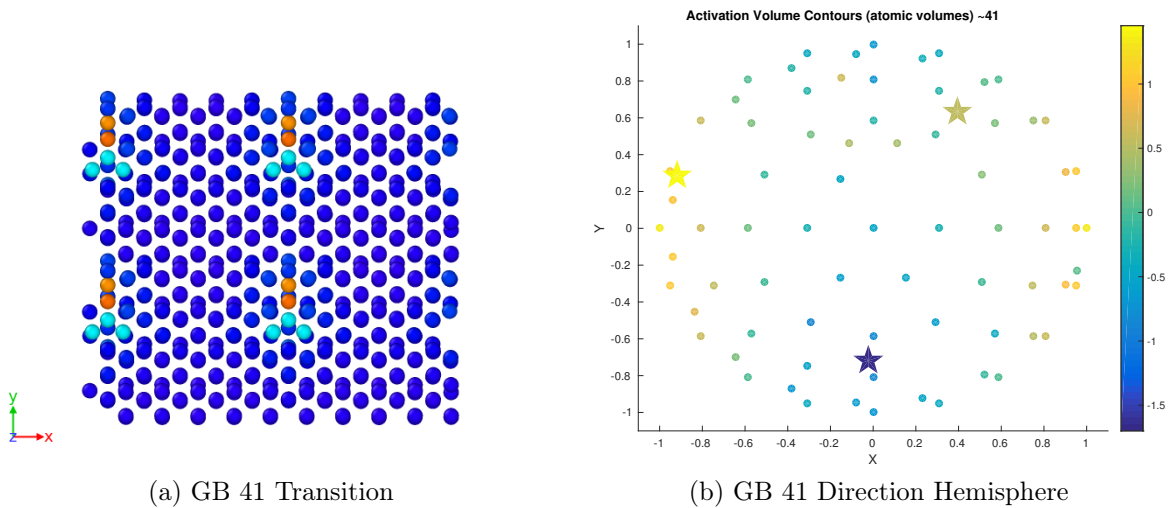 Activation Volume Contours (atomic volumes) ~41
1
0.8
0.6
0.4
0.2
0
-0.2
-0.4
-0.6
-0.8
-1
Y
-1 -0.8 -0.6 -0.4 -0.2 0 0.2 0.4 0.6 0.8 1
X
1
0.5
0
-0.5
-1
-1.5
y
z x
(a) GB 41 Transition
(b) GB 41 Direction Hemisphere